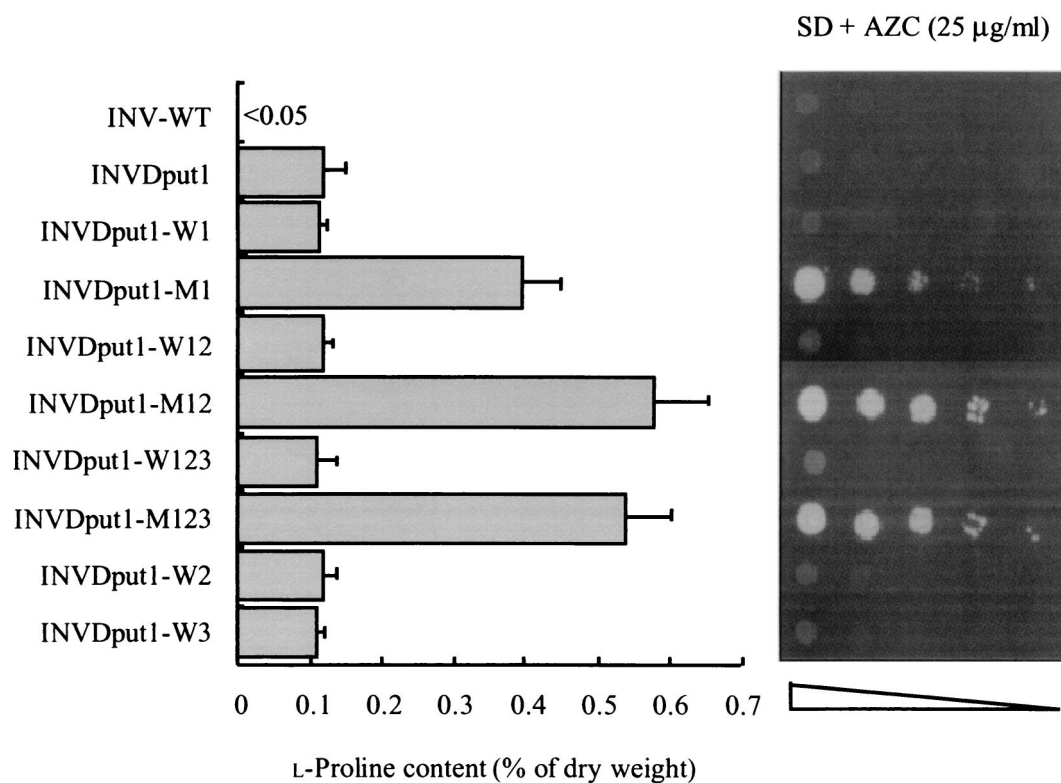 SD + AZC (25 μg/ml)
INV-WT <0.05
INVDput1
INVDput1-W1
INVDput1-M1
INVDput1-W12
INVDput1-M12
INVDput1-W123
INVDput1-M123
INVDput1-W2
INVDput1-W3
0 0.1 0.2 0.3 0.4 0.5 0.6 0.7
L-Proline content (% of dry weight)